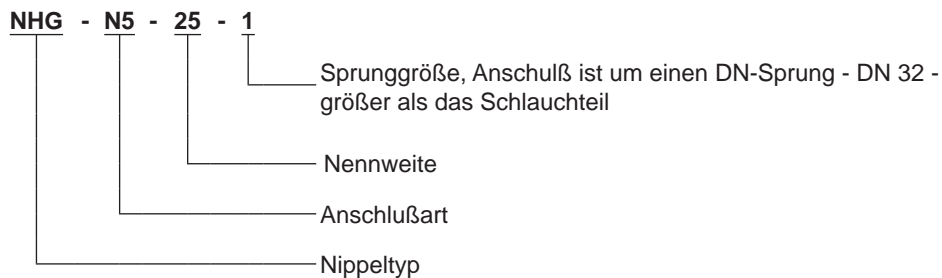 NHG - N5 - 25 - 1
Sprunggröße, Anschulß ist um einen DN-Sprung - DN 32 -
größer als das Schlauchteil
Nennweite
Anschlußart
Nippeltyp